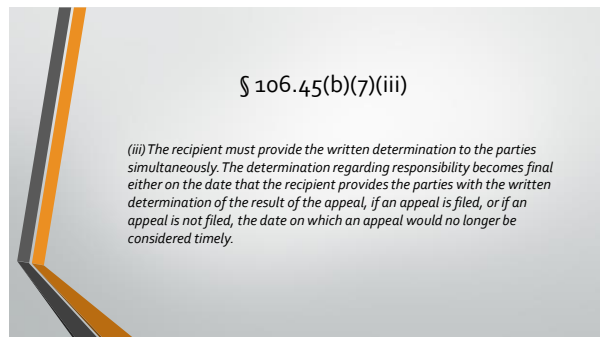 § 106.45(b)(7)(iii)
(iii) The recipient must provide the written determination to the parties
simultaneously. The determination regarding responsibility becomes final
either on the date that the recipient provides the parties with the written
determination of the result of the appeal, if an appeal is filed, or if an
appeal is not filed, the date on which an appeal would no longer be
considered timely.